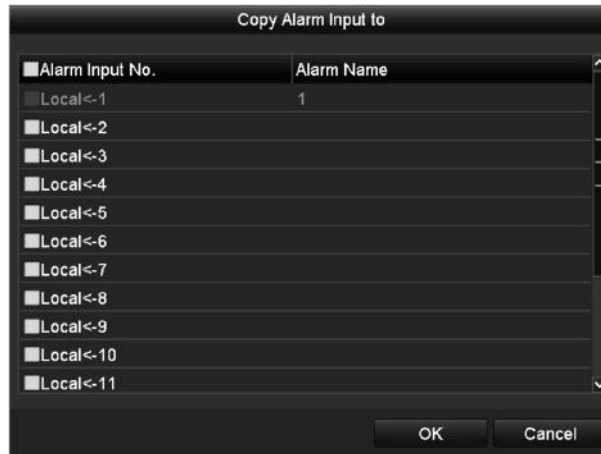 Copy Alarm Input to
Alarm Input No. Alarm Name
Local<-1 1
Local<-2
Local<-3
Local<-4
Local<-5
Local<-6
Local<-7
Local<-8
Local<-9
Local<-10
Local<-11
OK Cancel